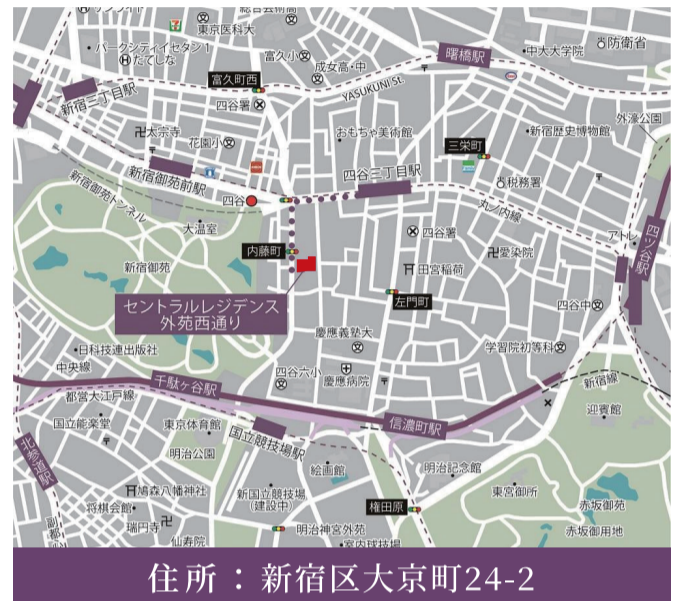 東京医科大
総合芸術高
パークシティイセタン1
たてしな
富久小
成女高・中
曙橋駅
中大大学院
防衛省
富久町西
YASUKUNI St.
新宿三丁目駅
四谷署
外濠公園
太宗寺
花園小
おもちゃ美術館
三栄町
新宿歴史博物館
新宿御苑前駅
四谷三丁目駅
税務署
新宿御苑トンネル
四谷
丸ノ内線
大温室
四谷署
アトレ
四ツ谷駅
内藤町
愛染院
新宿御苑
田宮稲荷
セントラルレジデンス
外苑西通り
左門町
四谷中
慶應義塾大
日科技連出版社
学習院初等科
中央線
四谷六小
慶應病院
千駄ヶ谷駅
新宿線
都営大江戸線
迎賓館
国立能楽堂
東京体育館
国立競技場駅
信濃町駅
北参道駅
明治公園
絵画館
明治記念館
鳩森八幡神社
新国立競技場
(建設中)
東宮御所
将棋会館
権田原
赤坂御苑
瑞円寺
明治神宮外苑
赤坂御用地
仙寿院
室内球技場
住所：新宿区大京町24-2